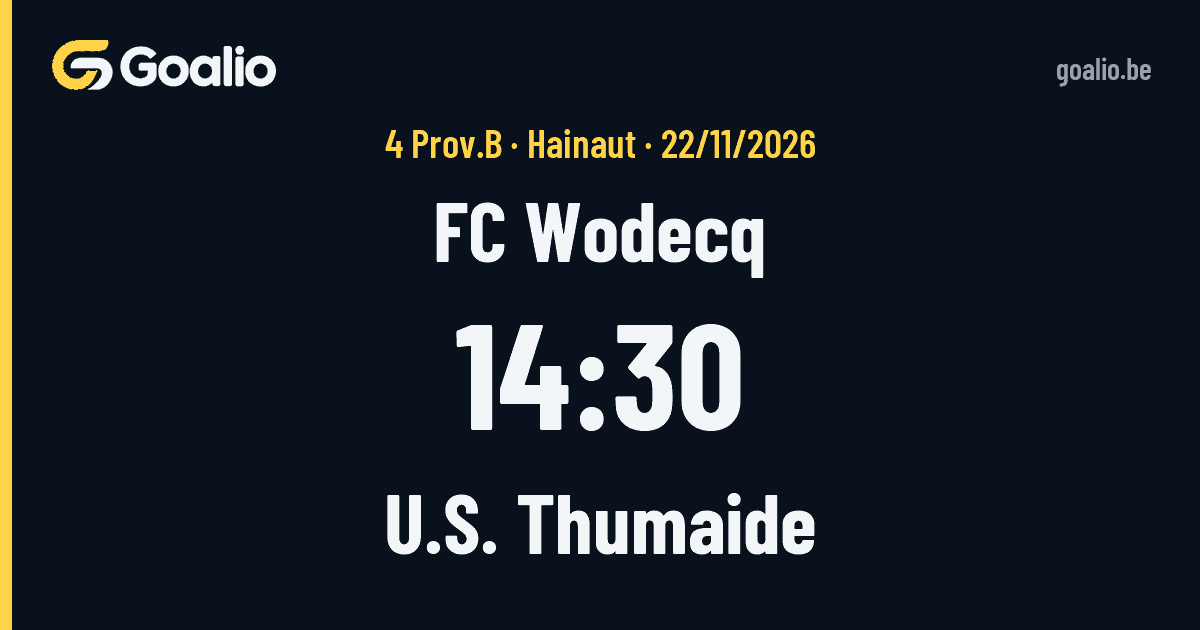 Goalio
goalio.be
4 Prov.B · Hainaut · 22/11/2026
FC Wodecq
14:30
U.S. Thumaide